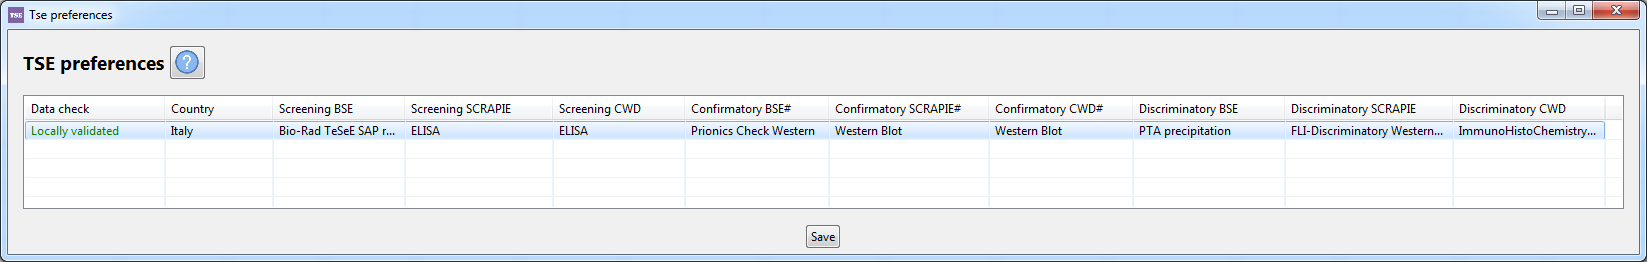 TSE Tse preferences
TSE preferences ?
Data check Country Screening BSE Screening SCRAPIE Screening CWD Confirmatory BSE# Confirmatory SCRAPIE# Confirmatory CWD# Discriminatory BSE Discriminatory SCRAPIE Discriminatory CWD
Locally validated Italy Bio-Rad TeSeE SAP r... ELISA ELISA Prionics Check Western Western Blot Western Blot PTA precipitation FLI-Discriminatory Western... ImmunoHistoChemistry...
Save